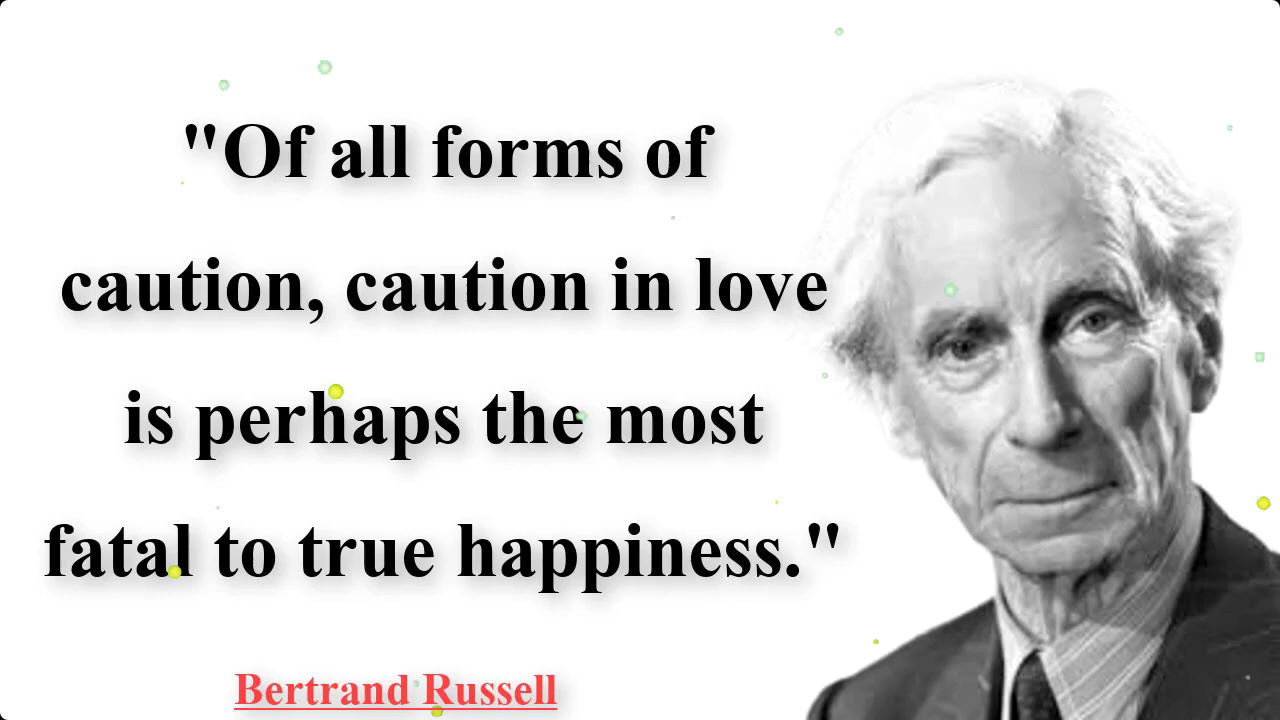 "Of all forms of
caution, caution in love
is perhaps the most
fatal to true happiness."
Bertrand Russell